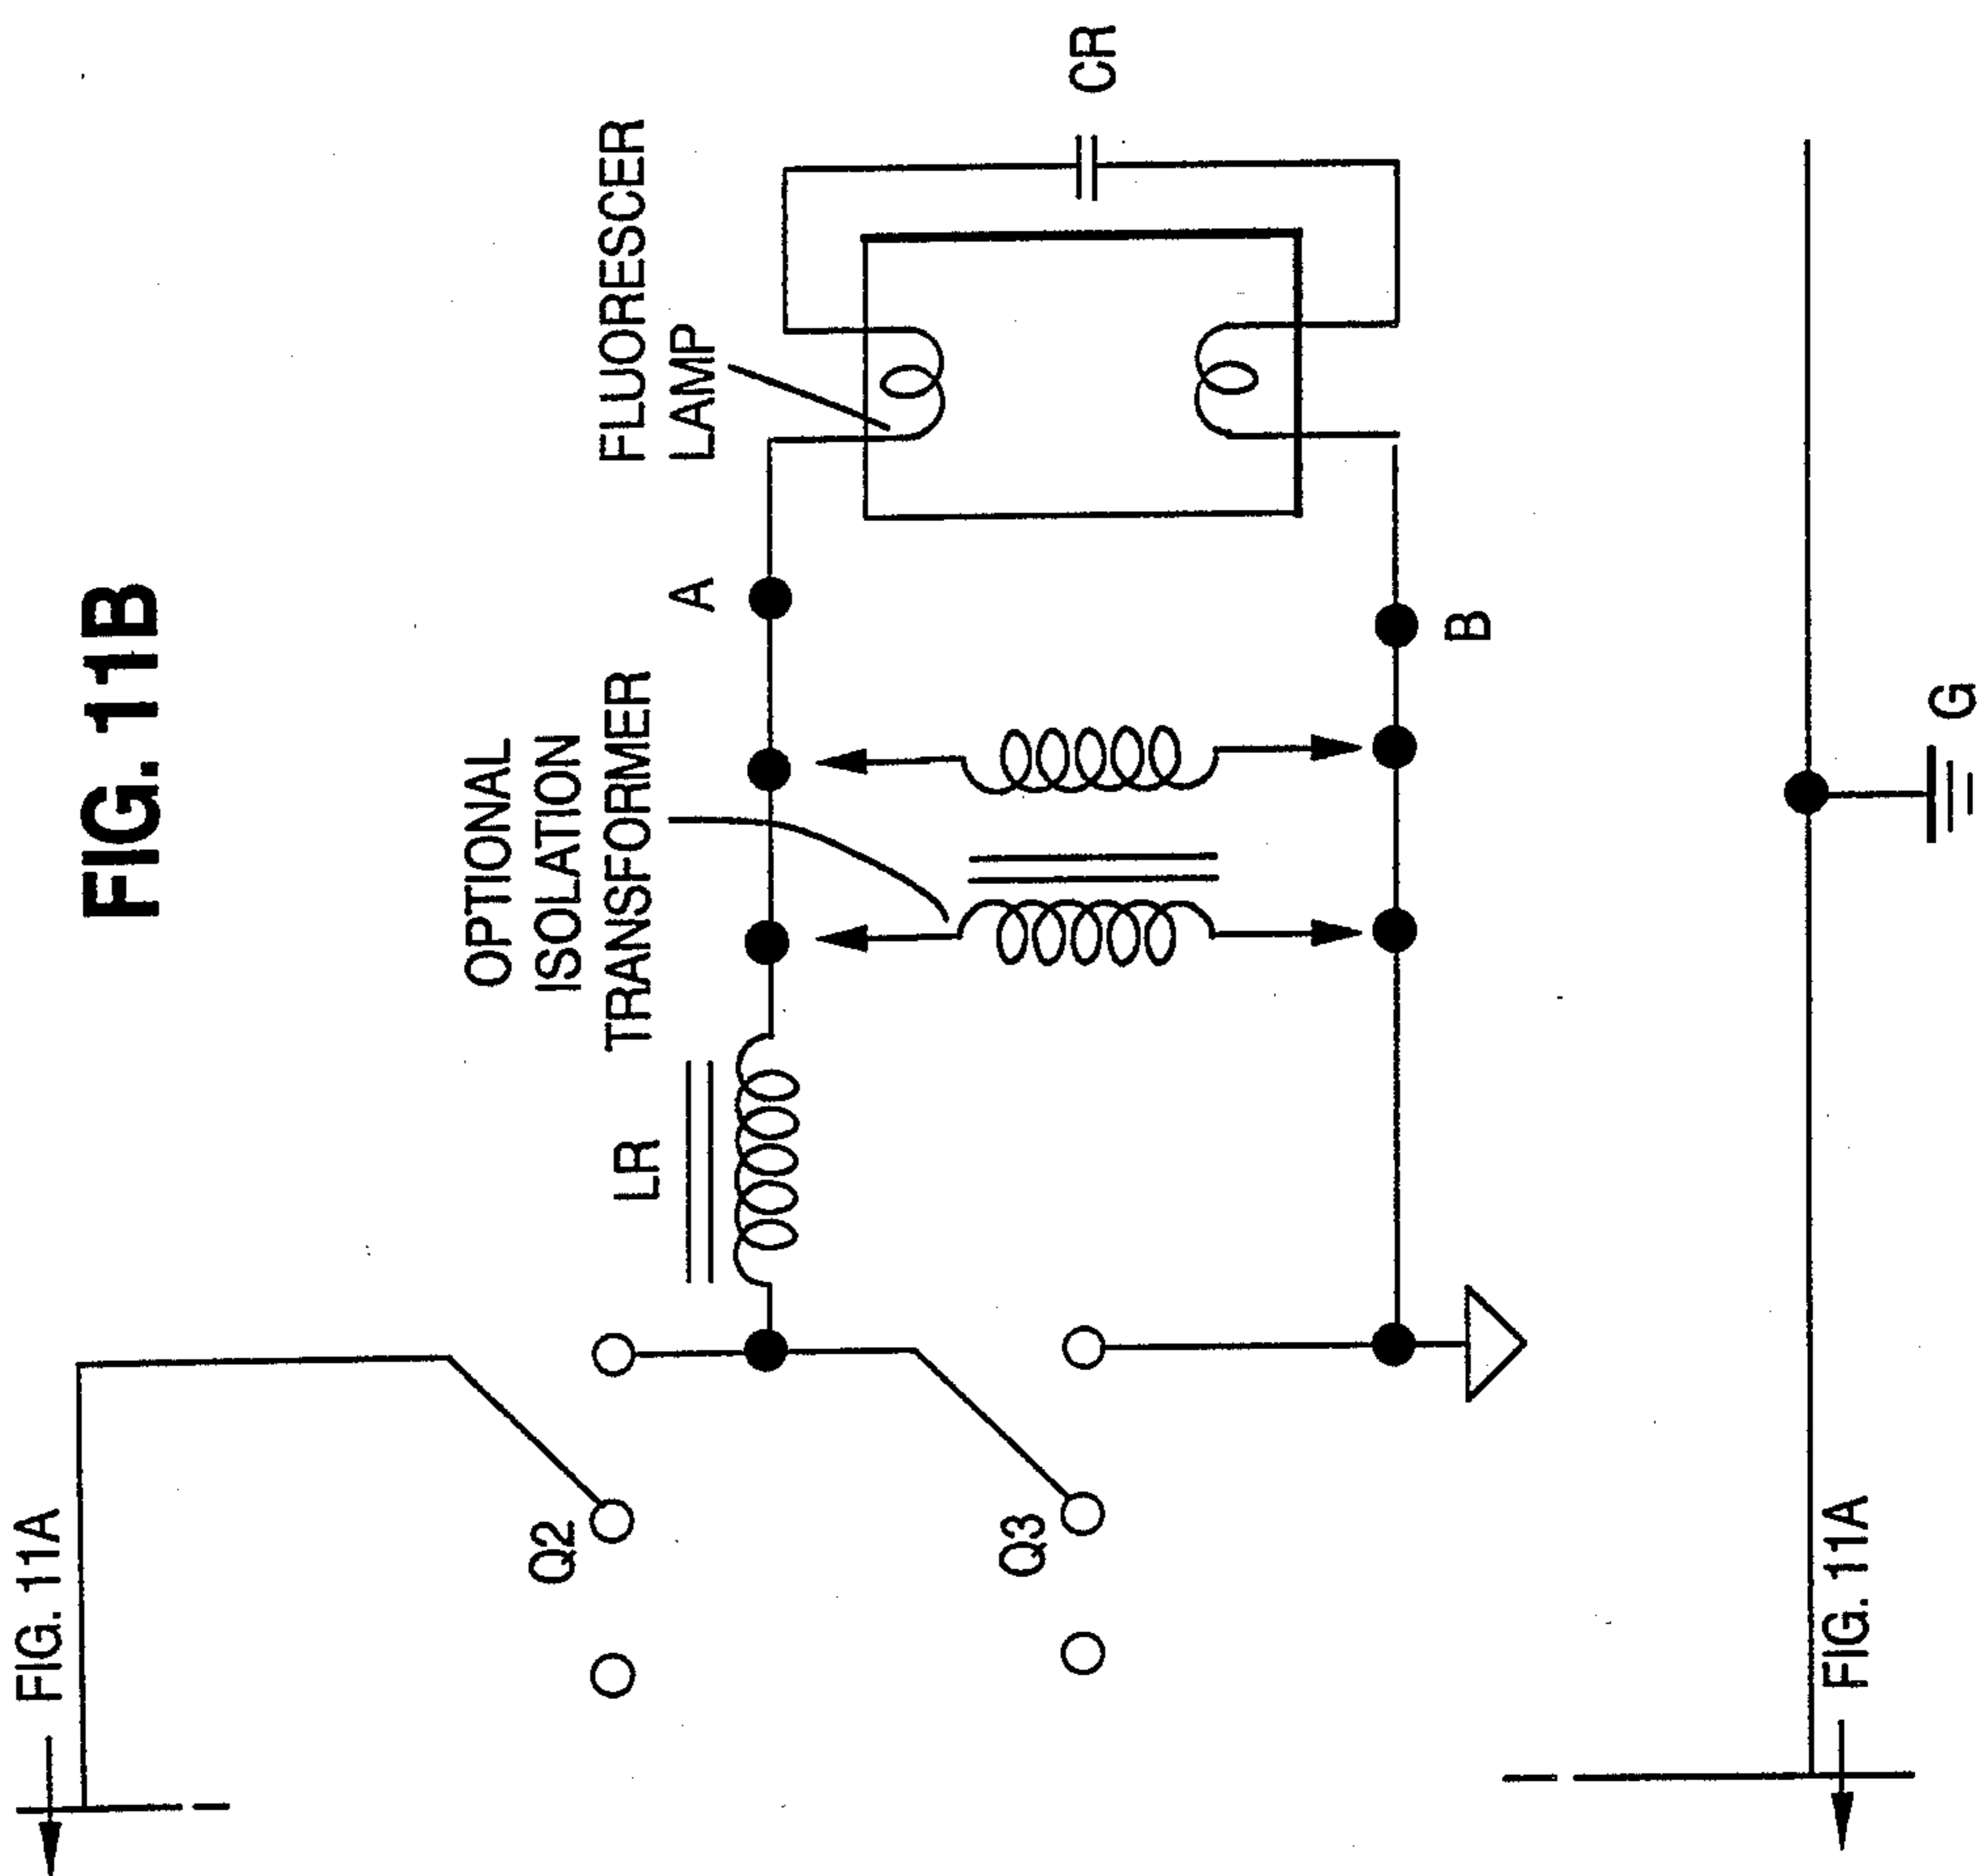 FIG. 11B
FIG. 11A
Q2
LR
OPTIONAL
ISOLATION
TRANSFORMER
A
FLUORESCER
LAMP
CR
Q3
B
FIG. 11A
G